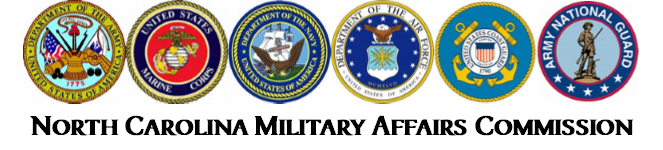 DEPARTMENT OF THE ARMY
UNITED STATES OF AMERICA
1775
UNITED STATES
MARINE CORPS
DEPARTMENT OF THE NAVY
UNITED STATES OF AMERICA
DEPARTMENT OF THE AIR FORCE
UNITED STATES OF AMERICA
UNITED STATES COAST GUARD
1790
ARMY NATIONAL GUARD
NORTH CAROLINA MILITARY AFFAIRS COMMISSION